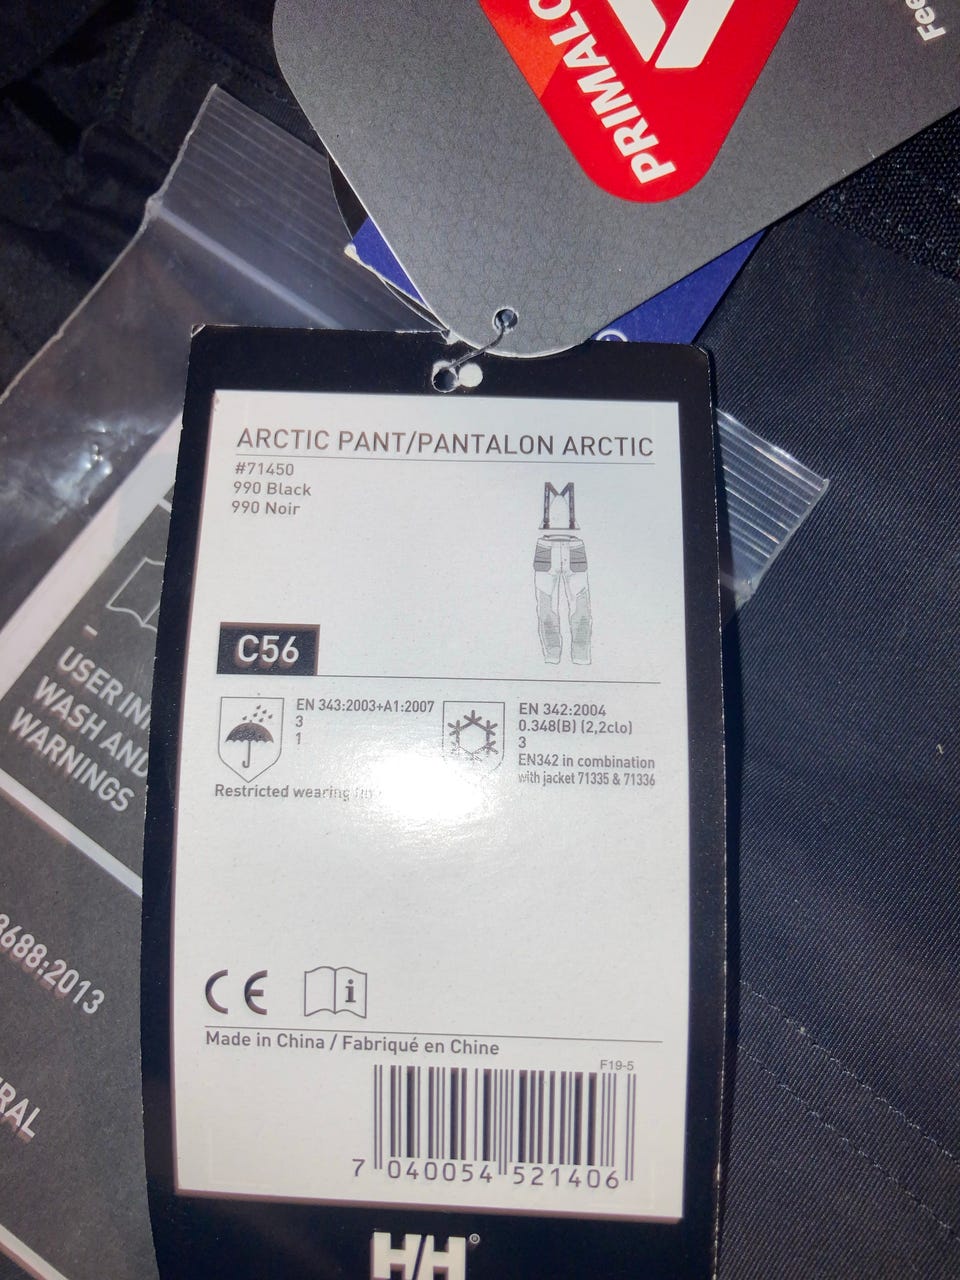 PRIMALO
Fee
ARCTIC PANT/PANTALON ARCTIC
#71450
990 Black
990 Noir
C56
EN 343:2003+A1:2007
3
1
Restricted wearing
EN 342:2004
0.348(B) (2,2clo)
3
EN342 in combination
with jacket 71335 & 71336
USER IN
WASH AND
WARNINGS
3688:2013
RAL
CE
i
Made in China / Fabriqué en Chine
F19-5
7 040054 521406
H/H®